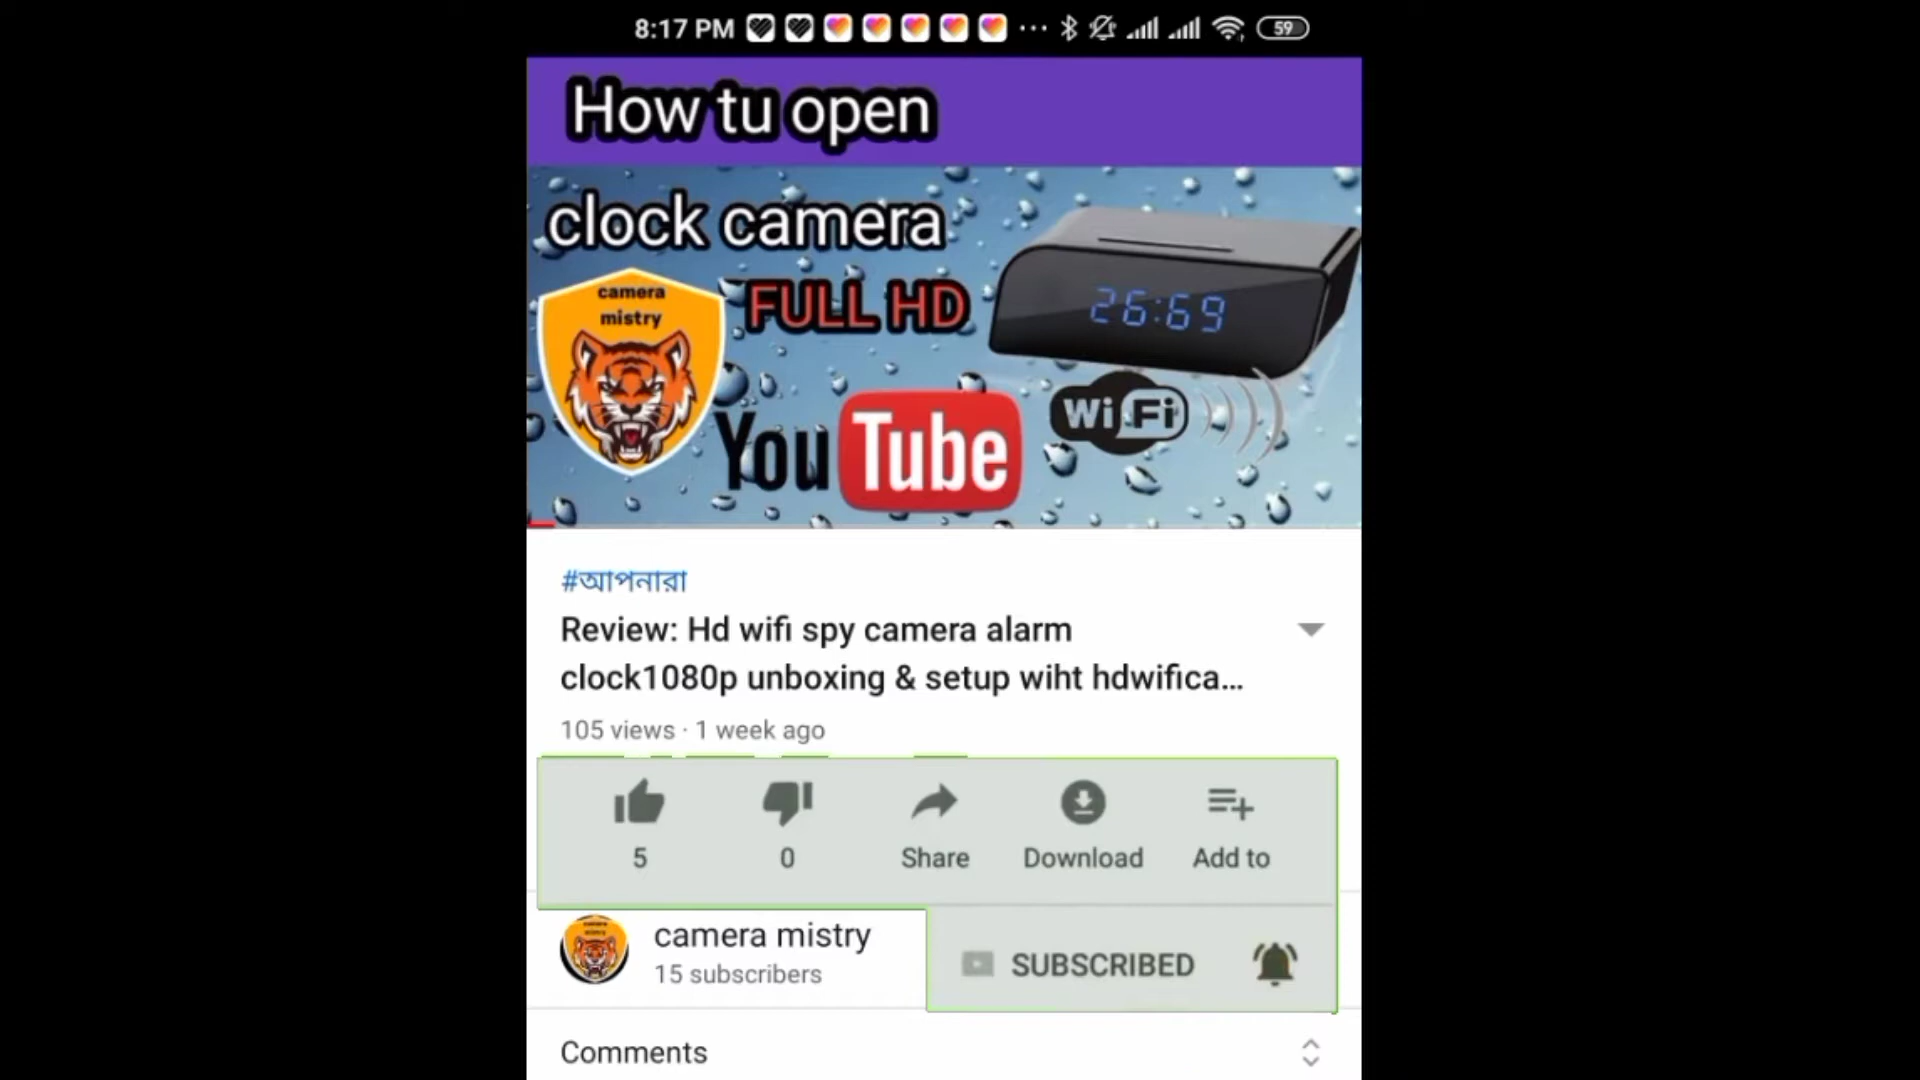 8:17 PM
59
How tu open
clock camera
FULL HD
camera
mistry
26:69
YouTube
WiFi
#আপনারা
Review: Hd wifi spy camera alarm
clock1080p unboxing & setup wiht hdwifica...
105 views · 1 week ago
5 0 Share Download Add to
camera mistry
15 subscribers
SUBSCRIBED
Comments